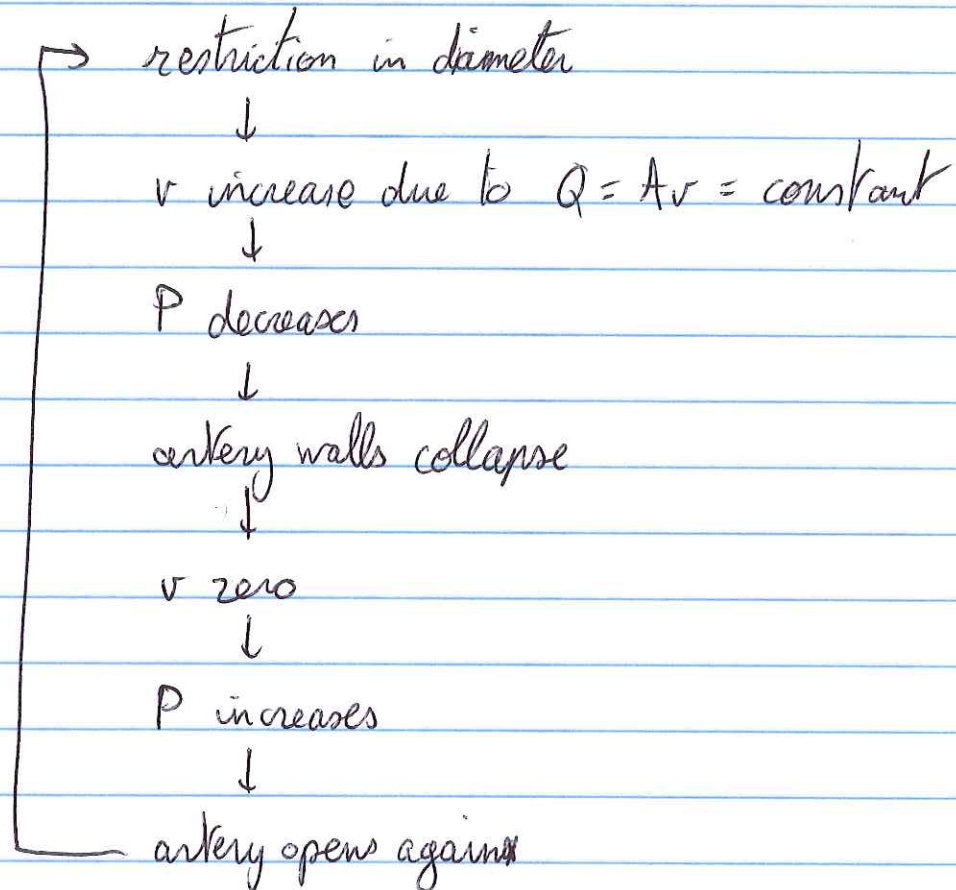 → restriction in diameter
↓
v increase due to Q = Av = constant
↓
P decreases
↓
artery walls collapse
↓
v zero
↓
P increases
↓
artery opens again